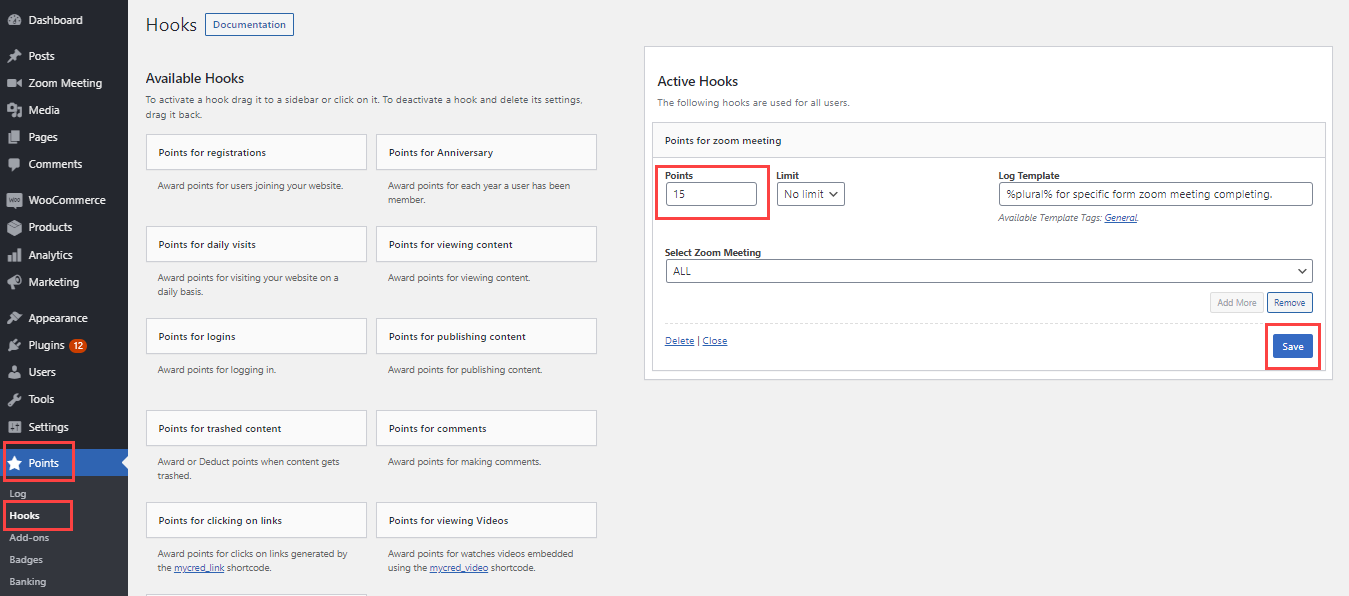 Dashboard
Posts
Zoom Meeting
Media
Pages
Comments
woo WooCommerce
Products
Analytics
Marketing
Appearance
Plugins 12
Users
Tools
Settings
Points
Log
Hooks
Add-ons
Badges
Banking
Hooks Documentation
Available Hooks
To activate a hook drag it to a sidebar or click on it. To deactivate a hook and delete its settings,
drag it back.
Points for registrations
Award points for users joining your website.
Points for Anniversary
Award points for each year a user has been
member.
Points for daily visits
Award points for visiting your website on a
daily basis.
Points for viewing content
Award points for viewing content.
Points for logins
Award points for logging in.
Points for publishing content
Award points for publishing content.
Points for trashed content
Award or Deduct points when content gets
trashed.
Points for comments
Award points for making comments.
Points for clicking on links
Award points for clicks on links generated by
the mycred_link shortcode.
Points for viewing Videos
Award points for watches videos embedded
using the mycred_video shortcode.
Active Hooks
The following hooks are used for all users.
Points for zoom meeting
Points
15
Limit
No limit
Log Template
%plural% for specific form zoom meeting completing.
Available Template Tags: General.
Select Zoom Meeting
ALL
Add More Remove
Delete | Close
Save